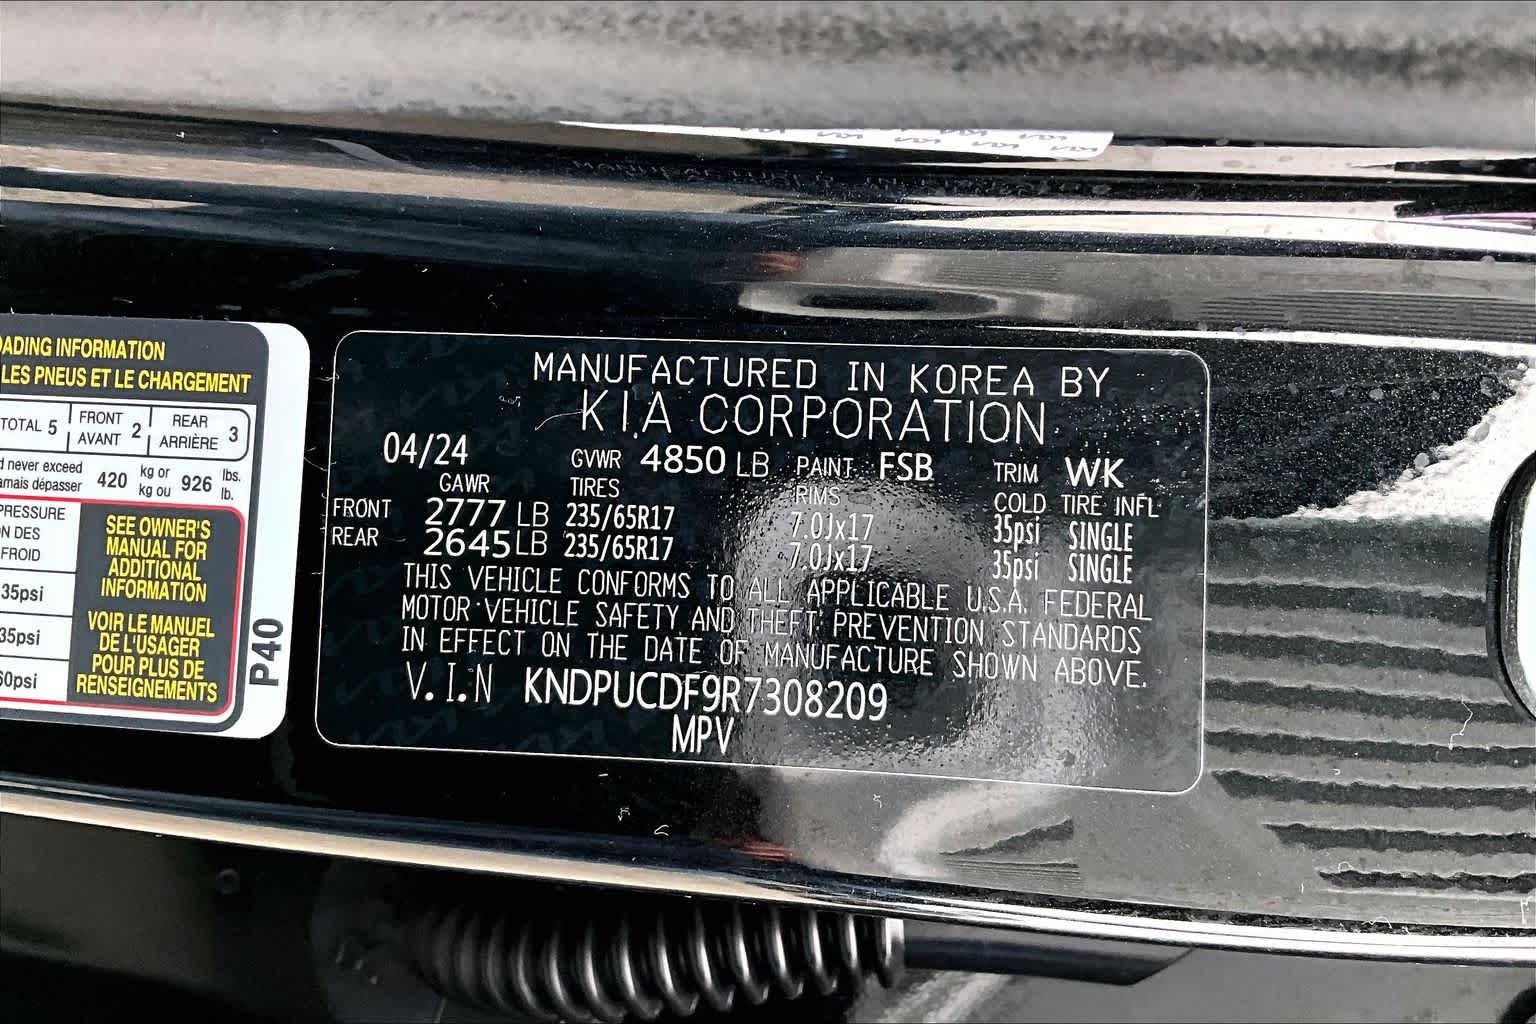 ADING INFORMATION
LES PNEUS ET LE CHARGEMENT
TOTAL 5 FRONT AVANT 2 REAR ARRIÈRE 3
d never exceed
amais dépasser 420 kg or kg ou 926 lbs. lb.
PRESSURE
ON DES
FROID
35psi
35psi
60psi
SEE OWNER'S
MANUAL FOR
ADDITIONAL
INFORMATION
VOIR LE MANUEL
DE L'USAGER
POUR PLUS DE
RENSEIGNEMENTS
P40
MANUFACTURED IN KOREA BY
KIA CORPORATION
04/24 GVWR 4850 LB PAINT FSB TRIM WK
GAWR TIRES RIMS COLD TIRE INFL
FRONT 2777 LB 235/65R17 7.0Jx17 35psi SINGLE
REAR 2645 LB 235/65R17 7.0Jx17 35psi SINGLE
THIS VEHICLE CONFORMS TO ALL APPLICABLE U.S.A. FEDERAL
MOTOR VEHICLE SAFETY AND THEFT PREVENTION STANDARDS
IN EFFECT ON THE DATE OF MANUFACTURE SHOWN ABOVE.
V.I.N KNDPUCDF9R7308209
MPV